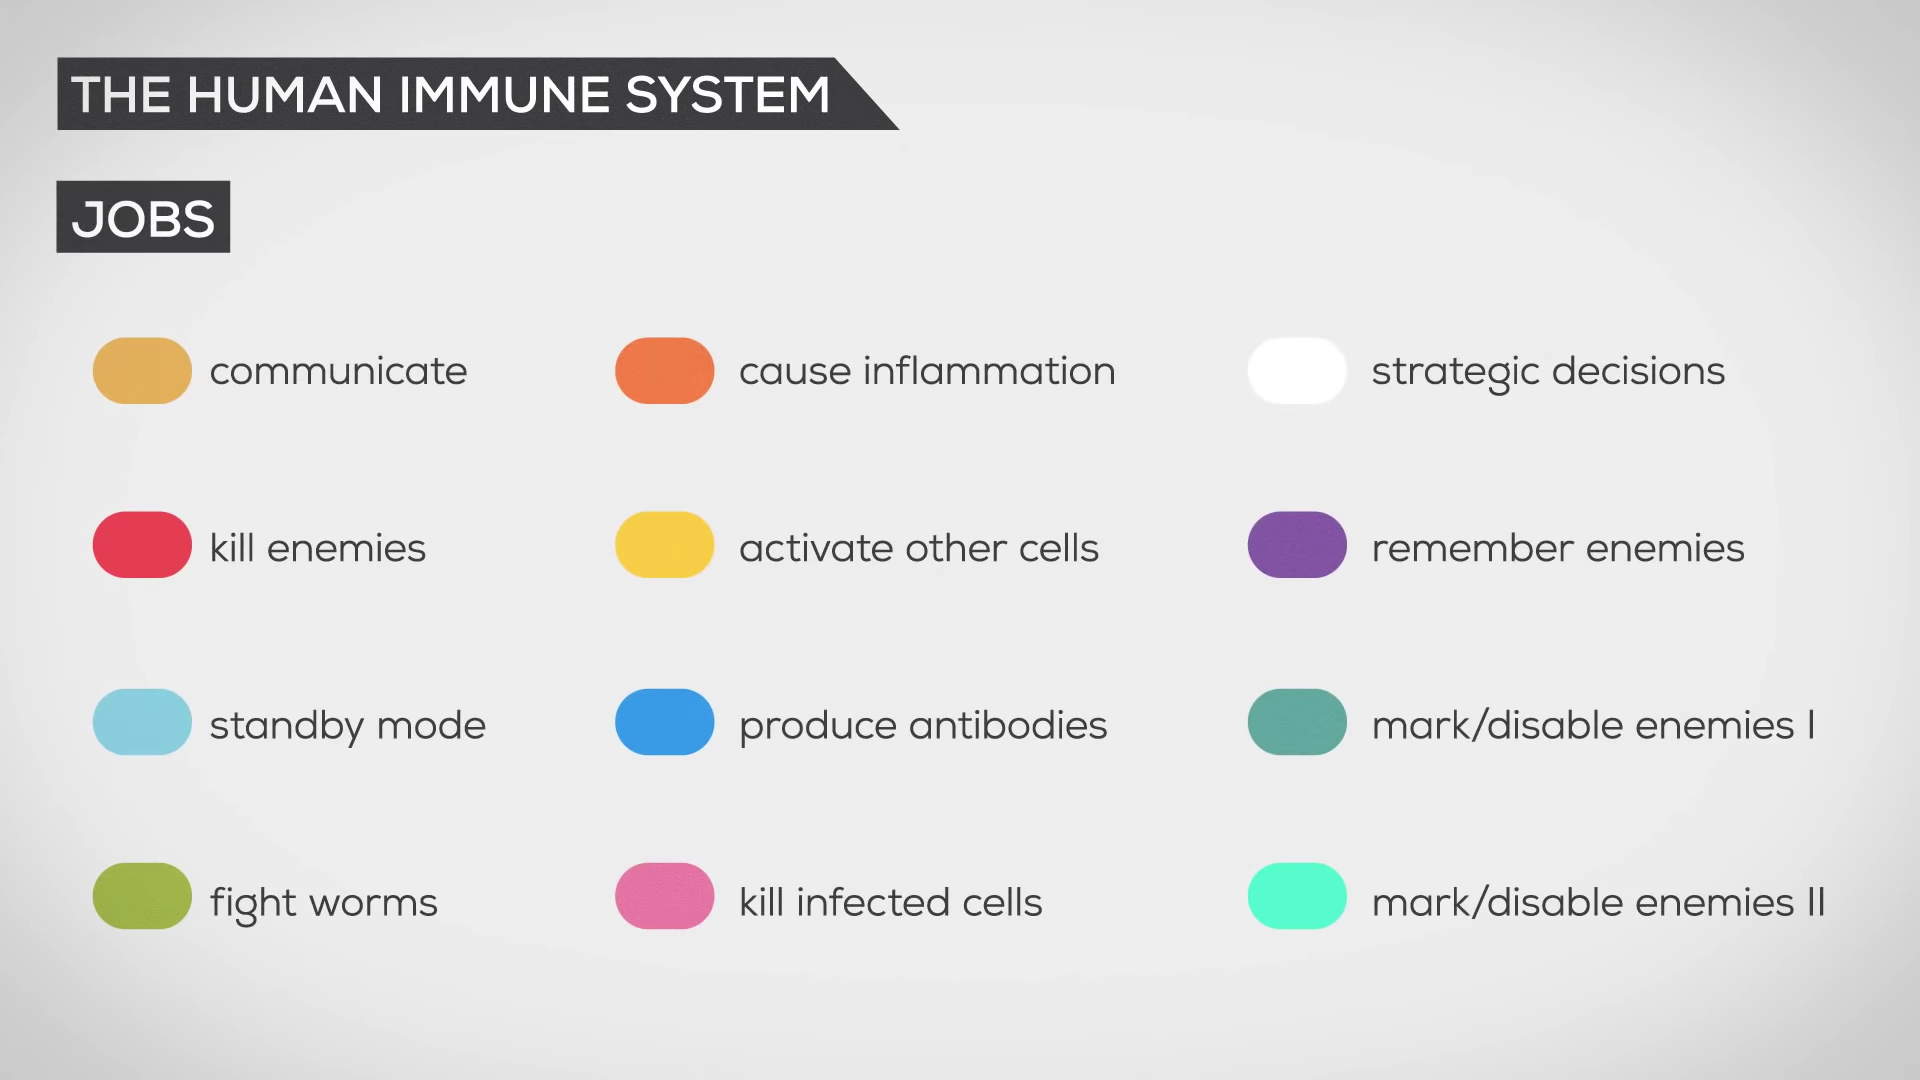 THE HUMAN IMMUNE SYSTEM
JOBS
communicate
cause inflammation
strategic decisions
kill enemies
activate other cells
remember enemies
standby mode
produce antibodies
mark/disable enemies I
fight worms
kill infected cells
mark/disable enemies II